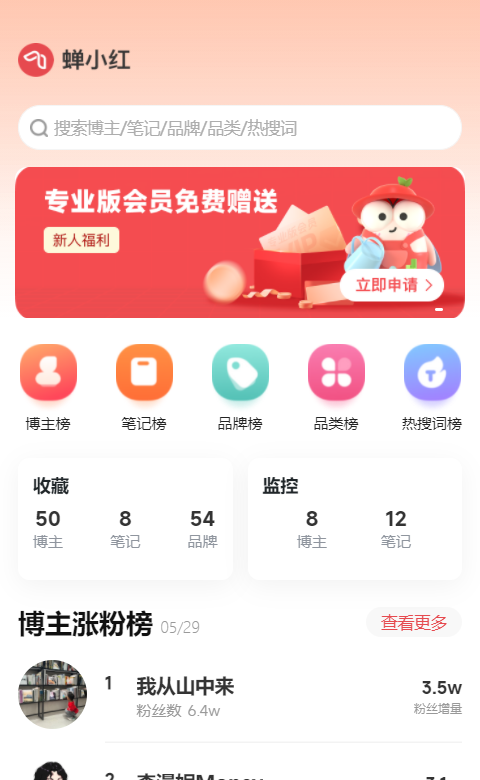 蝉小红
搜索博主/笔记/品牌/品类/热搜词
专业版会员免费赠送
新人福利
立即申请
博主榜 笔记榜 品牌榜 品类榜 热搜词榜
收藏 监控
50 8 54 8 12
博主 笔记 品牌 博主 笔记
博主涨粉榜 05/29 查看更多
1 我从山中来 3.5w
粉丝数 6.4w 粉丝增量